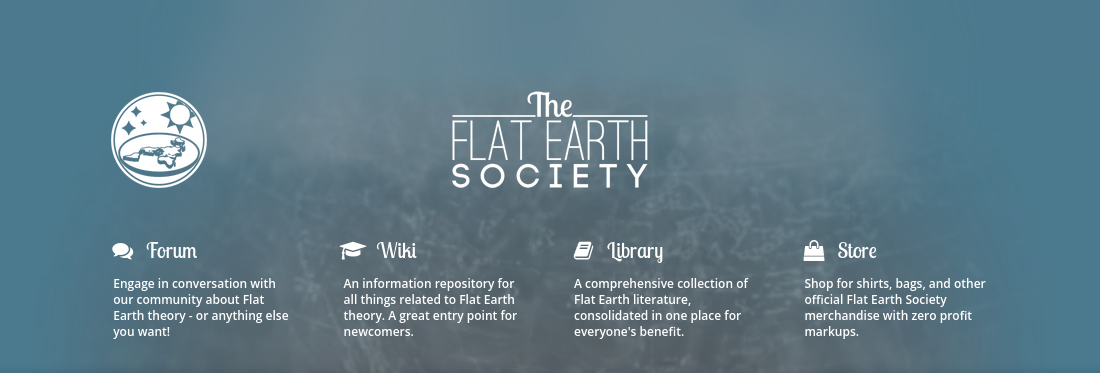 The
FLAT EARTH
SOCIETY
Forum
Engage in conversation with
our community about Flat
Earth theory - or anything else
you want!
Wiki
An information repository for
all things related to Flat Earth
theory. A great entry point for
newcomers.
Library
A comprehensive collection of
Flat Earth literature,
consolidated in one place for
everyone's benefit.
Store
Shop for shirts, bags, and other
official Flat Earth Society
merchandise with zero profit
markups.